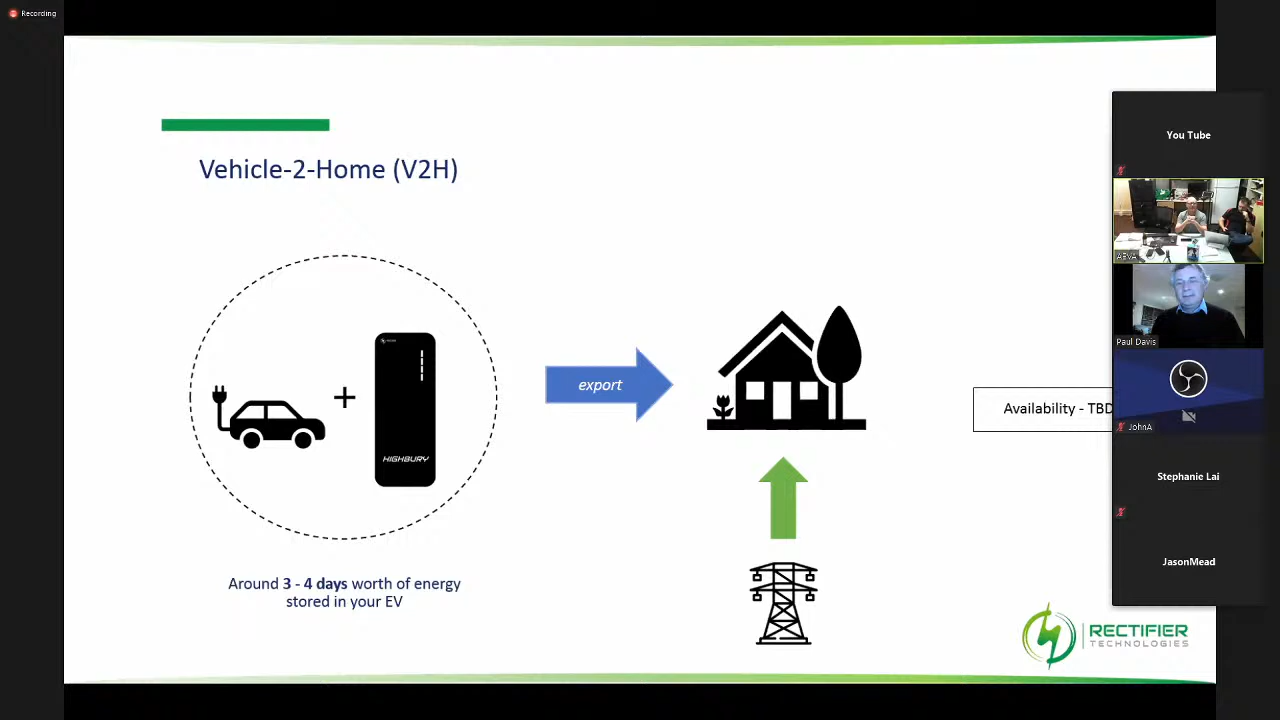 Recording
Vehicle-2-Home (V2H)
HIGHBURY
export
Availability - TBD
Around 3 - 4 days worth of energy
stored in your EV
RECTIFIER
TECHNOLOGIES
You Tube
AEVA
Paul Davis
JohnA
Stephanie Lai
JasonMead